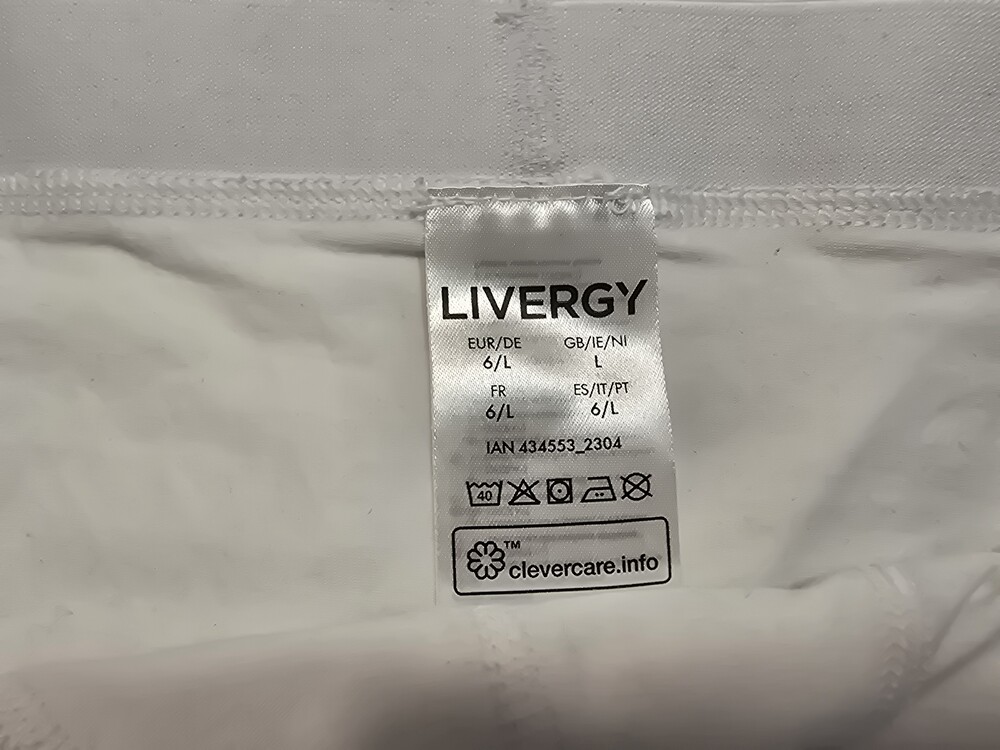 LIVERGY
EUR/DE GB/IE/NI
6/L L
FR ES/IT/PT
6/L 6/L
IAN 434553_2304
40
™
clevercare.info